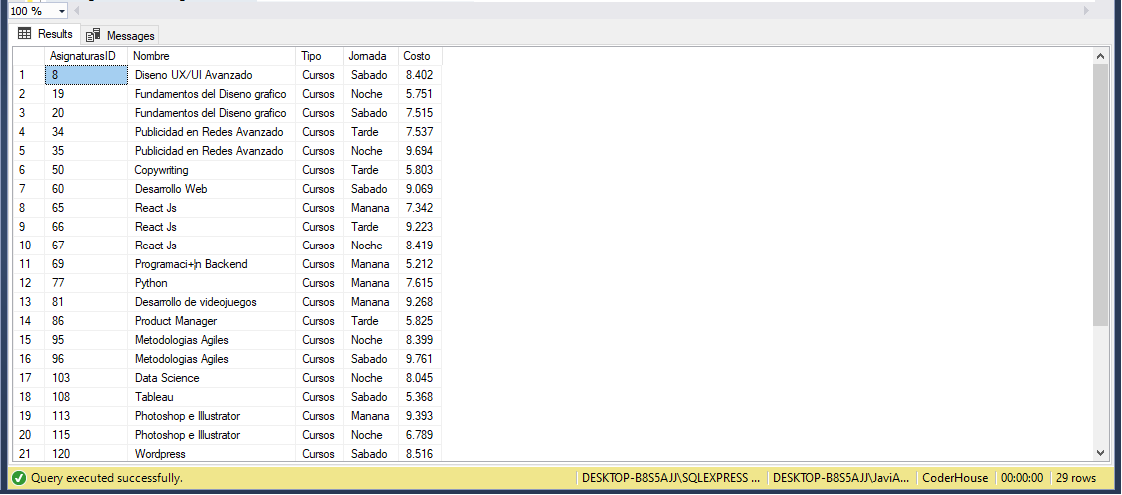 100 %
Results Messages
AsignaturasID Nombre Tipo Jornada Costo
1 8 Diseno UX/UI Avanzado Cursos Sabado 8.402
2 19 Fundamentos del Diseno grafico Cursos Noche 5.751
3 20 Fundamentos del Diseno grafico Cursos Sabado 7.515
4 34 Publicidad en Redes Avanzado Cursos Tarde 7.537
5 35 Publicidad en Redes Avanzado Cursos Noche 9.694
6 50 Copywriting Cursos Tarde 5.803
7 60 Desarrollo Web Cursos Sabado 9.069
8 65 React Js Cursos Manana 7.342
9 66 React Js Cursos Tarde 9.223
10 67 React Js Cursos Noche 8.419
11 69 Programaci+|n Backend Cursos Manana 5.212
12 77 Python Cursos Manana 7.615
13 81 Desarrollo de videojuegos Cursos Manana 9.268
14 86 Product Manager Cursos Tarde 5.825
15 95 Metodologias Agiles Cursos Noche 8.399
16 96 Metodologias Agiles Cursos Sabado 9.761
17 103 Data Science Cursos Noche 8.045
18 108 Tableau Cursos Sabado 5.368
19 113 Photoshop e Illustrator Cursos Manana 9.393
20 115 Photoshop e Illustrator Cursos Noche 6.789
21 120 Wordpress Cursos Sabado 8.516
Query executed successfully. DESKTOP-B8S5AJJ\SQLEXPRESS ... DESKTOP-B8S5AJJ\JaviA... CoderHouse 00:00:00 29 rows